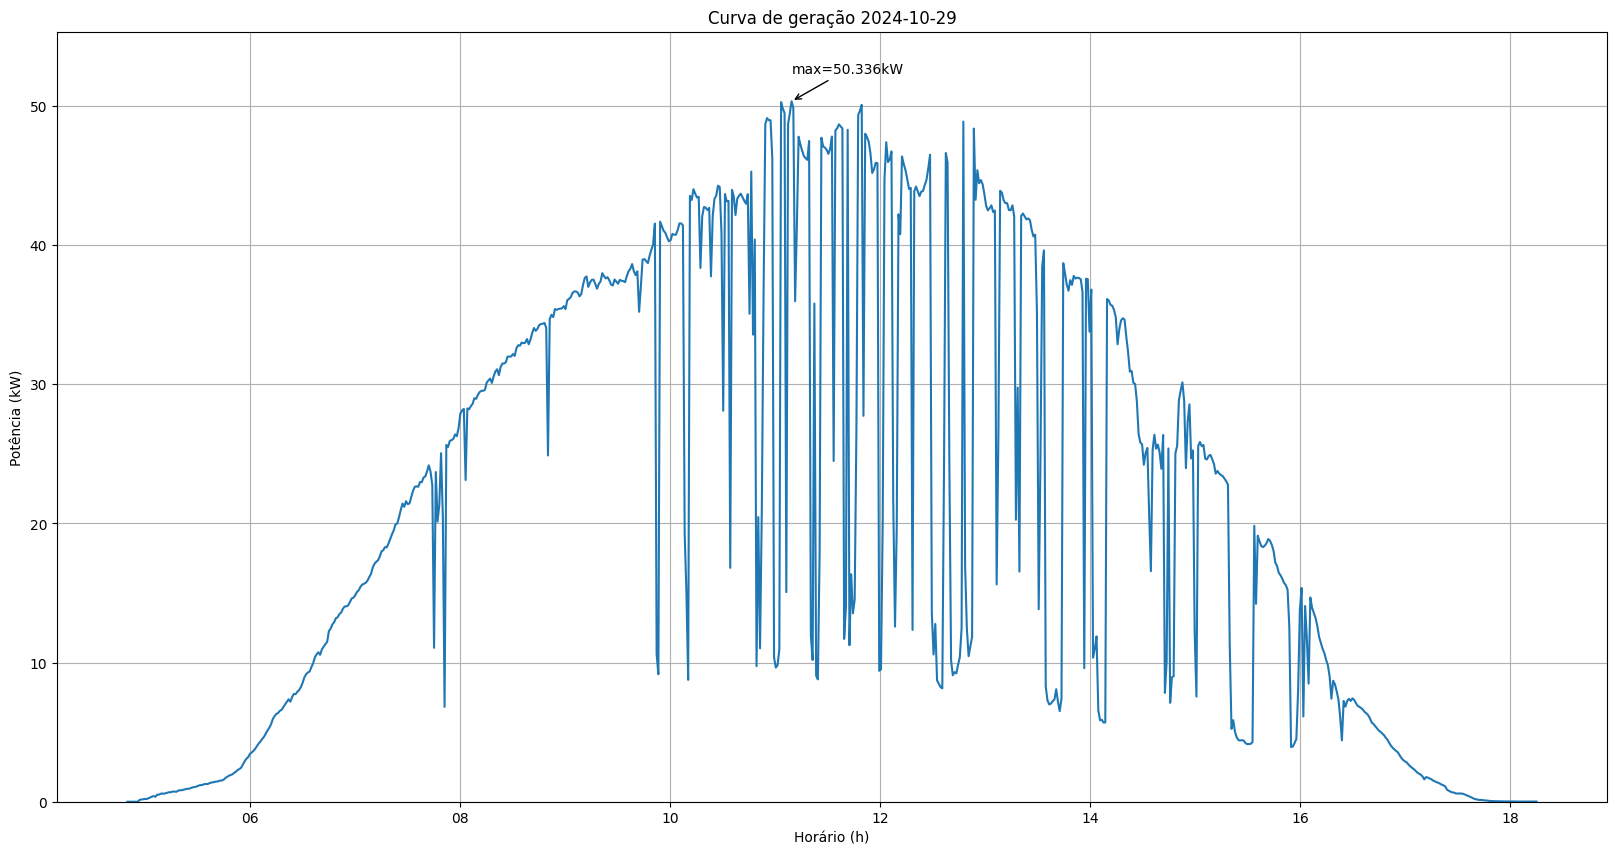 Curva de geração 2024-10-29
max=50.336kW
50
40
30
20
10
0
Potência (kW)
06 08 10 12 14 16 18
Horário (h)